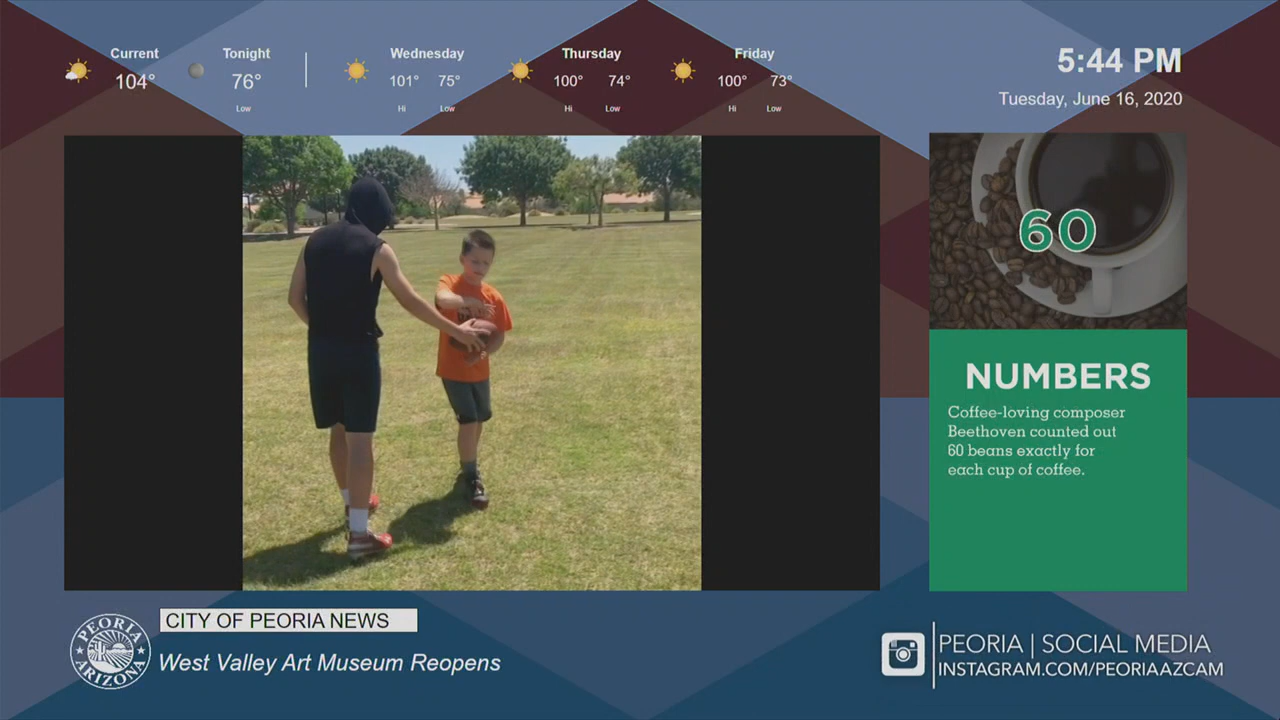 Current
104°
Tonight
76°
Low
Wednesday
101° 75°
Hi Low
Thursday
100° 74°
Hi Low
Friday
100° 73°
Hi Low
5:44 PM
Tuesday, June 16, 2020
60
NUMBERS
Coffee-loving composer
Beethoven counted out
60 beans exactly for
each cup of coffee.
PEORIA
ARIZONA
CITY OF PEORIA NEWS
West Valley Art Museum Reopens
PEORIA | SOCIAL MEDIA
INSTAGRAM.COM/PEORIAAZCAM